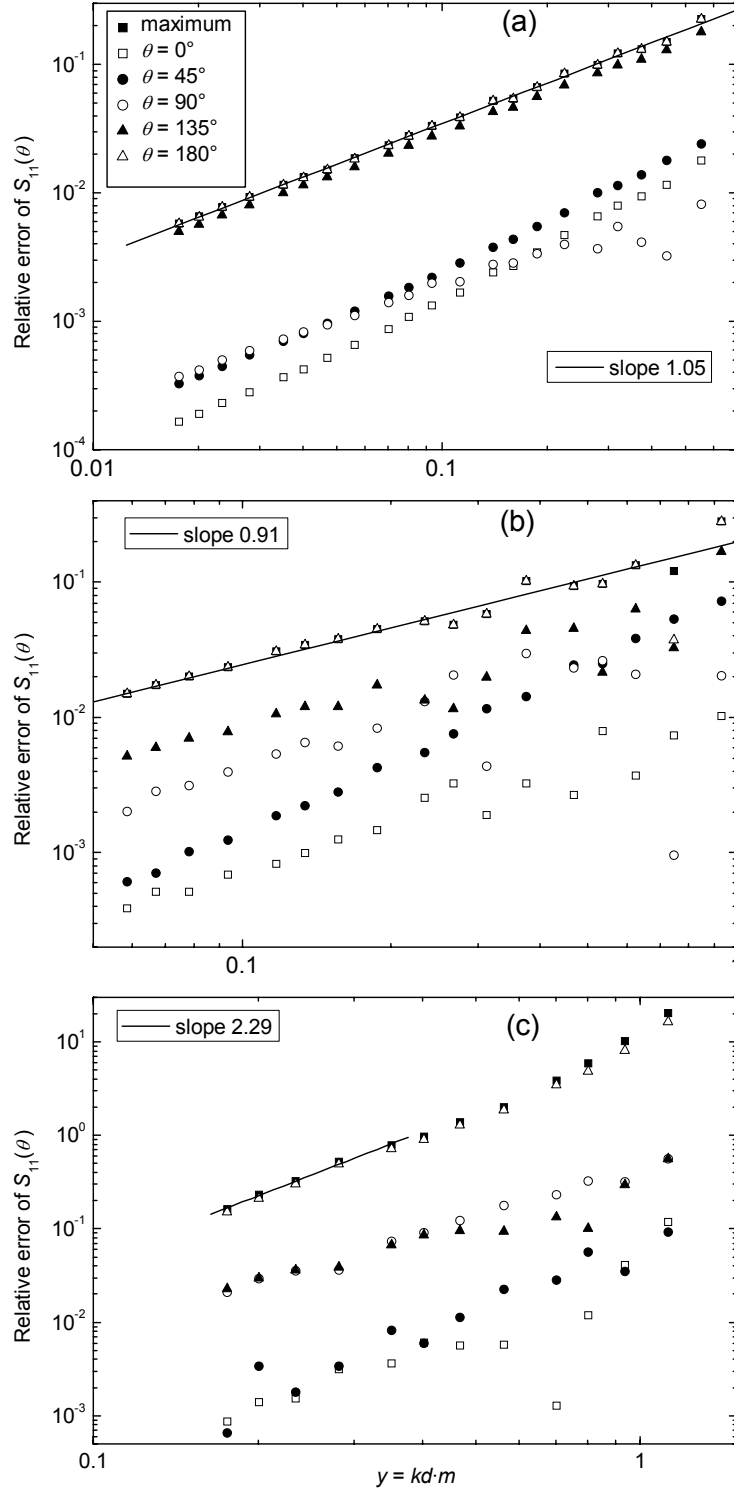 (a)
maximum
θ = 0°
θ = 45°
θ = 90°
θ = 135°
θ = 180°
slope 1.05
Relative error of S₁₁(θ)
10⁻¹
10⁻²
10⁻³
10⁻⁴
0.01
0.1
(b)
slope 0.91
Relative error of S₁₁(θ)
10⁻¹
10⁻²
10⁻³
0.1
1
(c)
slope 2.29
Relative error of S₁₁(θ)
10¹
10⁰
10⁻¹
10⁻²
10⁻³
0.1
1
y = kd·m